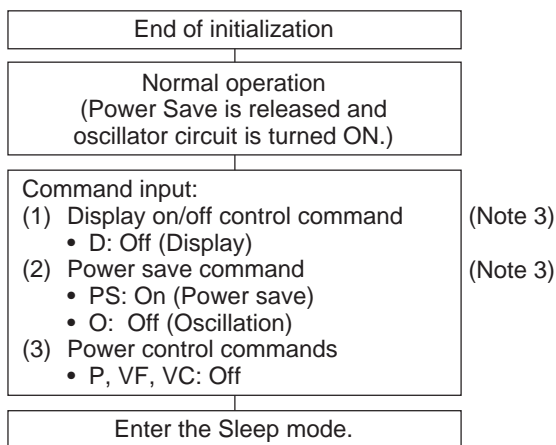 End of initialization
Normal operation
(Power Save is released and
oscillator circuit is turned ON.)
Command input:
(1) Display on/off control command (Note 3)
• D: Off (Display)
(2) Power save command (Note 3)
• PS: On (Power save)
• O: Off (Oscillation)
(3) Power control commands
• P, VF, VC: Off
Enter the Sleep mode.